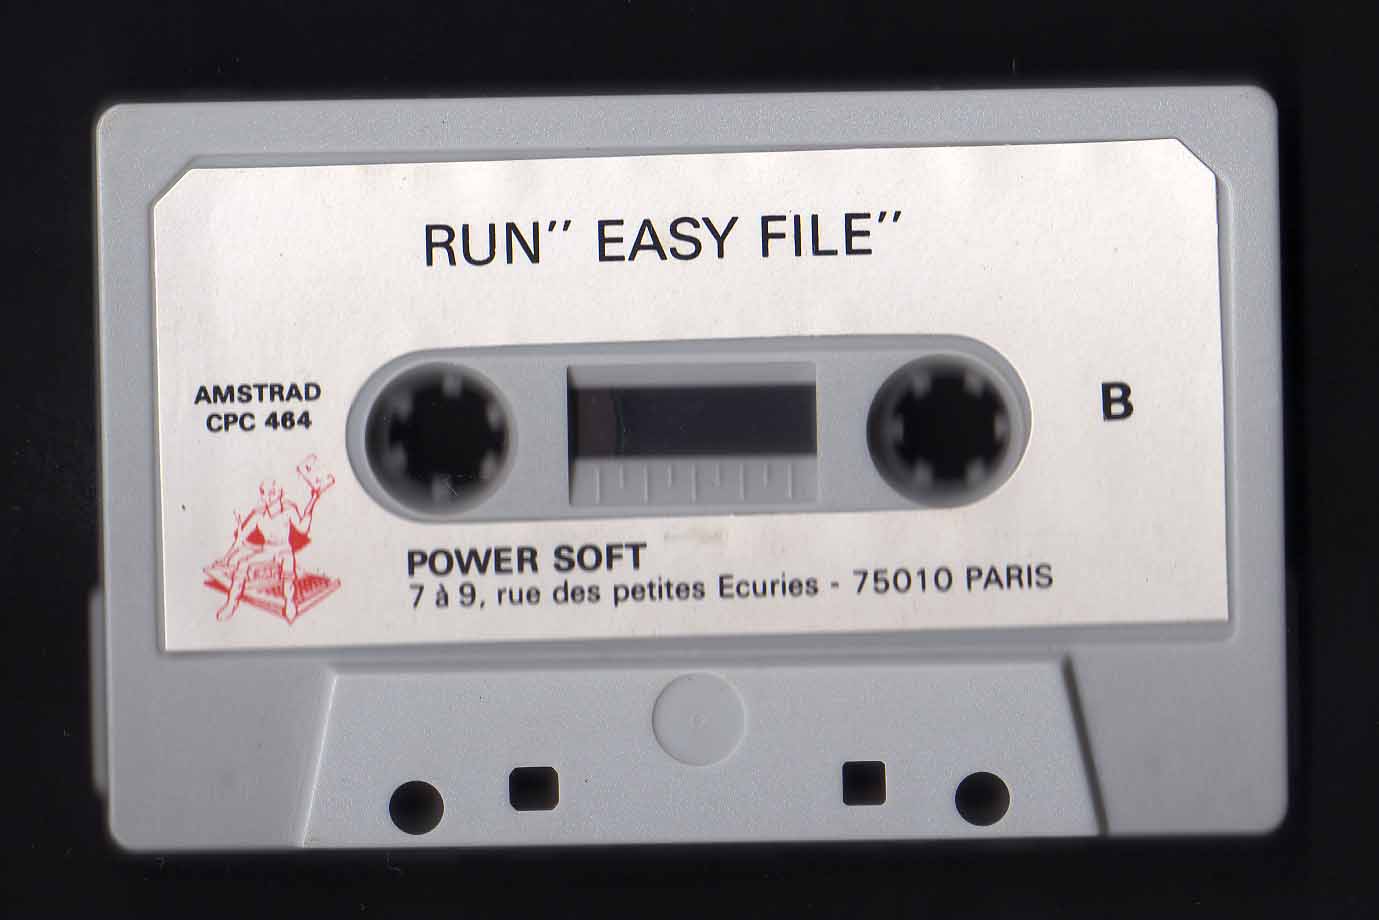 RUN" EASY FILE"
AMSTRAD
CPC 464
B
POWER SOFT
7 à 9, rue des petites Ecuries - 75010 PARIS